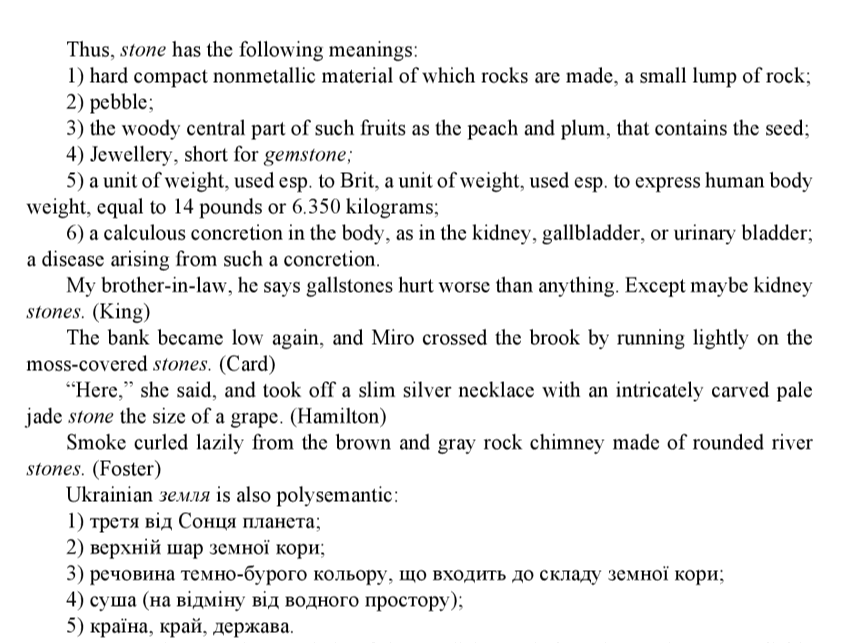 Thus, stone has the following meanings:
1) hard compact nonmetallic material of which rocks are made, a small lump of rock;
2) pebble;
3) the woody central part of such fruits as the peach and plum, that contains the seed;
4) Jewellery, short for gemstone;
5) a unit of weight, used esp. to Brit, a unit of weight, used esp. to express human body
weight, equal to 14 pounds or 6.350 kilograms;
6) a calculous concretion in the body, as in the kidney, gallbladder, or urinary bladder;
a disease arising from such a concretion.
My brother-in-law, he says gallstones hurt worse than anything. Except maybe kidney
stones. (King)
The bank became low again, and Miro crossed the brook by running lightly on the
moss-covered stones. (Card)
“Here,” she said, and took off a slim silver necklace with an intricately carved pale
jade stone the size of a grape. (Hamilton)
Smoke curled lazily from the brown and gray rock chimney made of rounded river
stones. (Foster)
Ukrainian земля is also polysemantic:
1) третя від Сонця планета;
2) верхній шар земної кори;
3) речовина темно-бурого кольору, що входить до складу земної кори;
4) суша (на відміну від водного простору);
5) країна, край, держава.